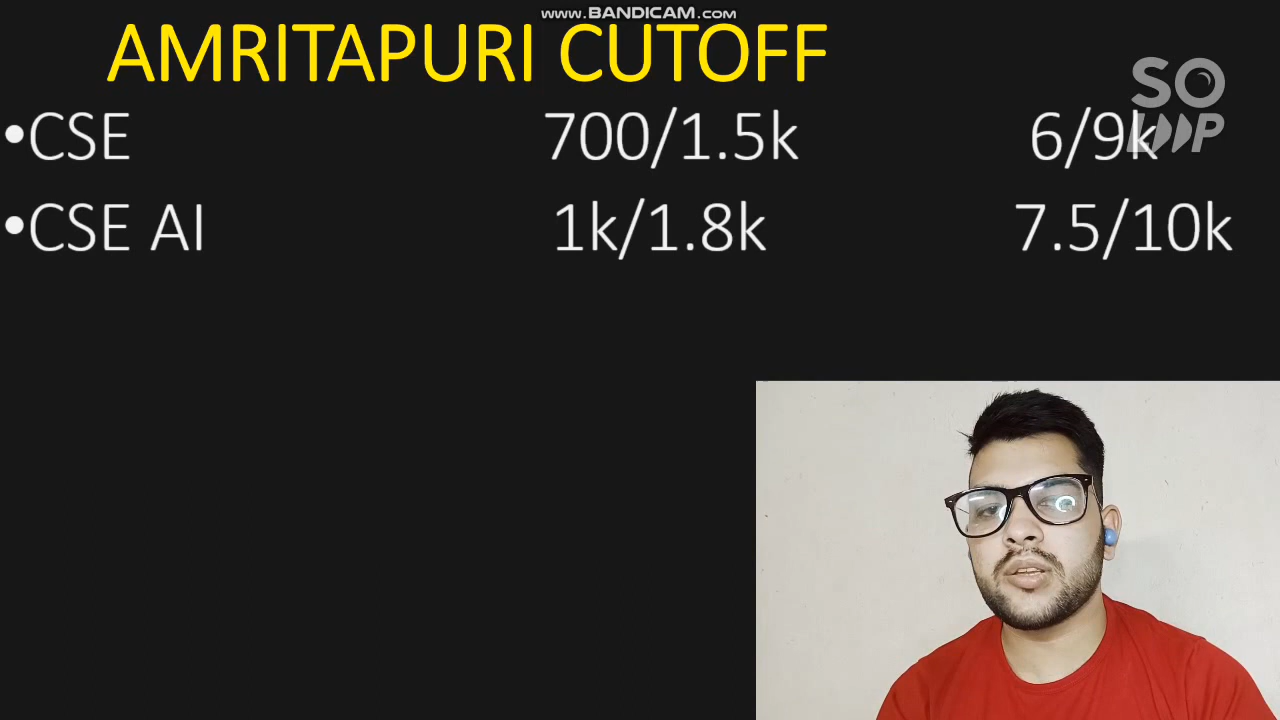 www.BANDICAM.com
AMRITAPURI CUTOFF
SO
•CSE 700/1.5k 6/9k
•CSE AI 1k/1.8k 7.5/10k